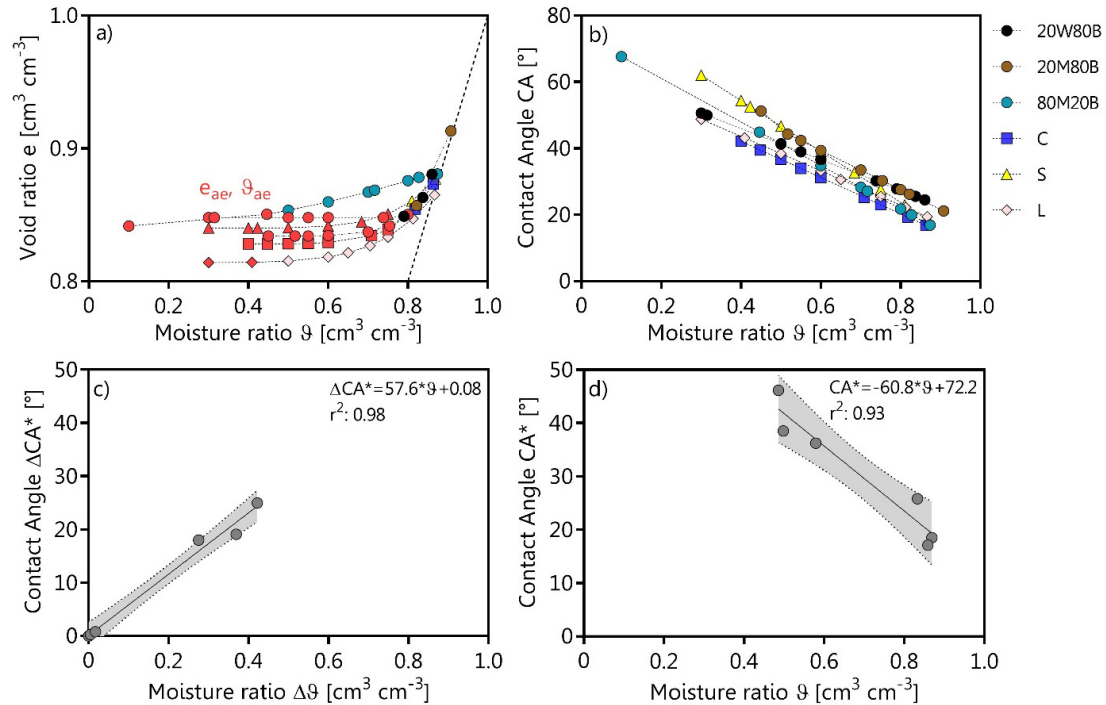 a)
1.0
0.9
0.8
Void ratio e [cm³ cm⁻³]
eae, ϑae
0
0.2
0.4
0.6
0.8
1.0
Moisture ratio ϑ [cm³ cm⁻³]
b)
80
60
40
20
0
Contact Angle CA [°]
0
0.2
0.4
0.6
0.8
1.0
Moisture ratio ϑ [cm³ cm⁻³]
20W80B
20M80B
80M20B
C
S
L
c)
50
40
30
20
10
0
Contact Angle ΔCA* [°]
ΔCA*=57.6*ϑ+0.08
r²: 0.98
0
0.2
0.4
0.6
0.8
1.0
Moisture ratio Δϑ [cm³ cm⁻³]
d)
50
40
30
20
10
0
Contact Angle CA* [°]
CA*=-60.8*ϑ+72.2
r²: 0.93
0
0.2
0.4
0.6
0.8
1.0
Moisture ratio ϑ [cm³ cm⁻³]